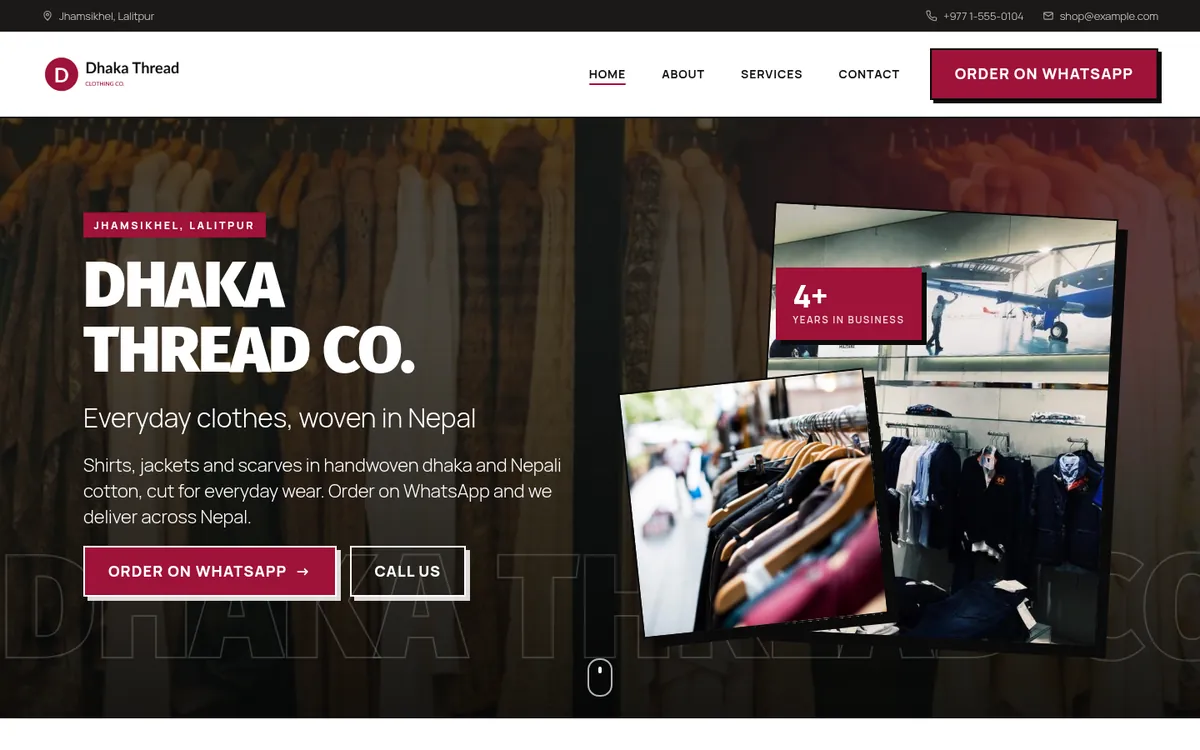 Jhamsikhel, Lalitpur
+977 1-555-0104
shop@example.com
D
Dhaka Thread
CLOTHING CO.
HOME
ABOUT
SERVICES
CONTACT
ORDER ON WHATSAPP
JHAMSIKHEL, LALITPUR
DHAKA
THREAD CO.
Everyday clothes, woven in Nepal
Shirts, jackets and scarves in handwoven dhaka and Nepali
cotton, cut for everyday wear. Order on WhatsApp and we
deliver across Nepal.
ORDER ON WHATSAPP →
CALL US
4+
YEARS IN BUSINESS
DHAKA THREAD CO